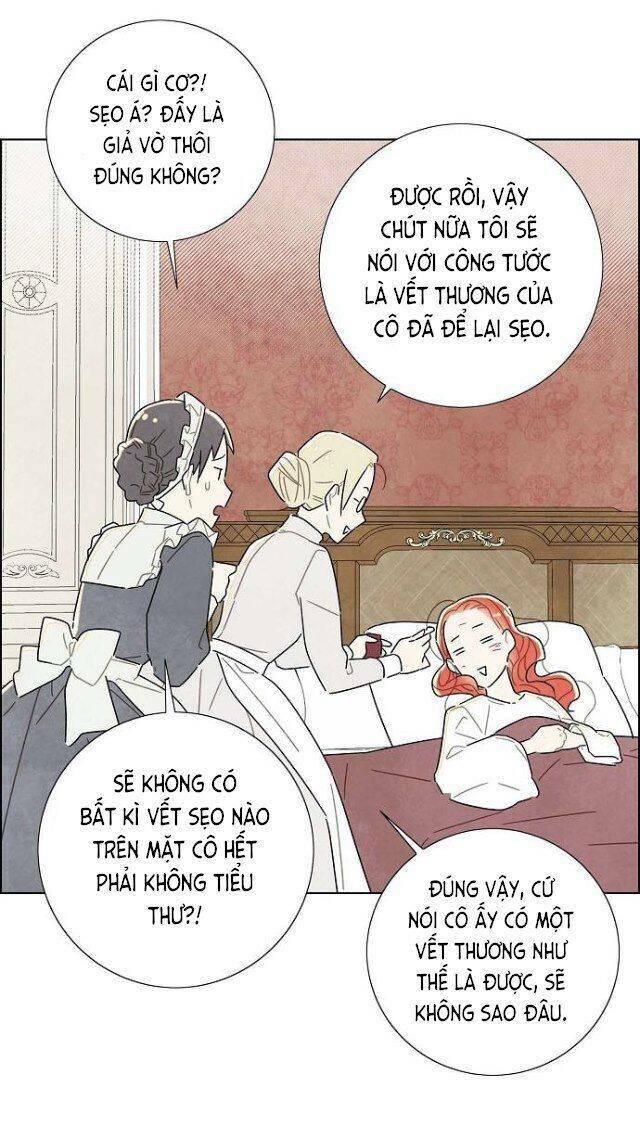 CÁI GÌ CƠ?!
SẸO Á? ĐẤY LÀ
GIẢ VỜ THÔI
ĐÚNG KHÔNG?
ĐƯỢC RỒI, VẬY
CHÚT NỮA TÔI SẼ
NÓI VỚI CÔNG TƯỚC
LÀ VẾT THƯƠNG CỦA
CÔ ĐÃ ĐỂ LẠI SẸO.
SẼ KHÔNG CÓ
BẤT KÌ VẾT SẸO NÀO
TRÊN MẶT CÔ HẾT
PHẢI KHÔNG TIỂU
THƯ?!
ĐÚNG VẬY, CỨ
NÓI CÔ ẤY CÓ MỘT
VẾT THƯƠNG NHƯ
THẾ LÀ ĐƯỢC, SẼ
KHÔNG SAO ĐÂU.